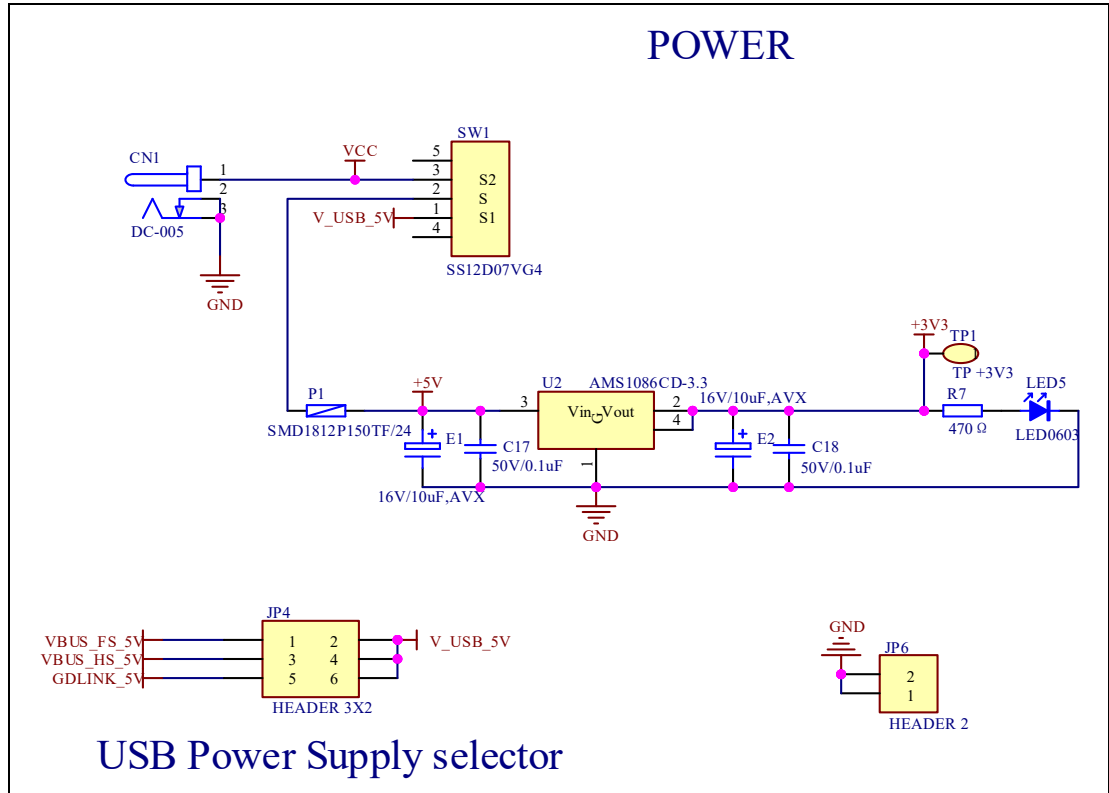 POWER
SW1
CN1
VCC
1
2
3
DC-005
GND
5
3
2
1
4
S2
S
S1
V_USB_5V
SS12D07VG4
+3V3
TP1
TP +3V3
P1
SMD1812P150TF/24
+5V
E1
16V/10uF,AVX
C17
50V/0.1uF
U2
AMS1086CD-3.3
3
Vin
G
Vout
2
4
1
GND
16V/10uF,AVX
E2
C18
50V/0.1uF
R7
470 Ω
LED5
LED0603
JP4
VBUS_FS_5V
VBUS_HS_5V
GDLINK_5V
1 2
3 4
5 6
V_USB_5V
HEADER 3X2
GND
JP6
2
1
HEADER 2
USB Power Supply selector